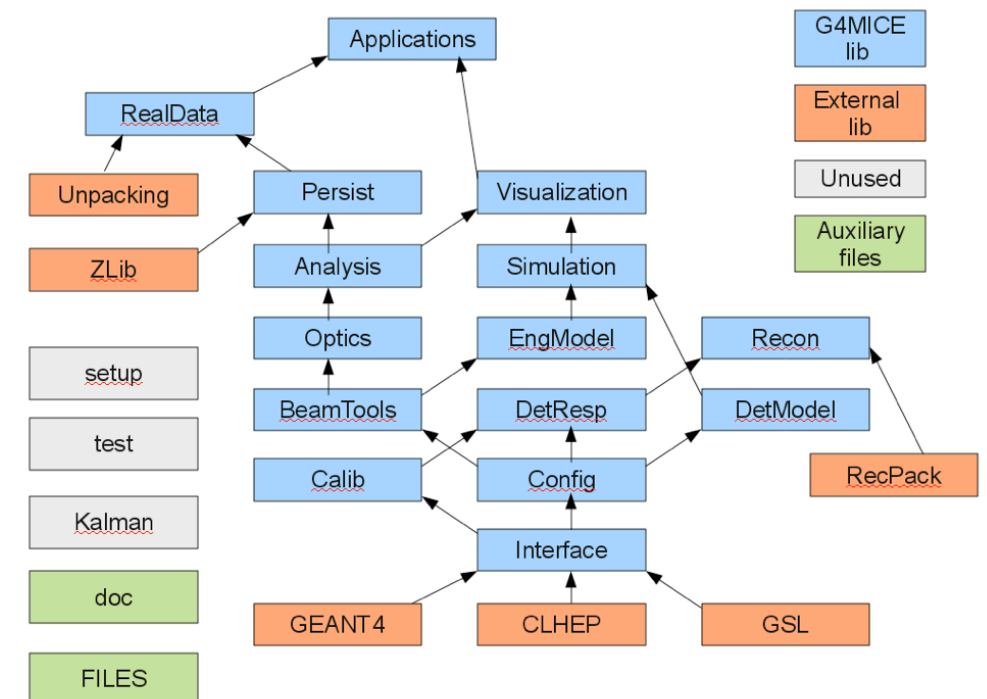 Applications
G4MICE
lib
RealData
External
lib
Unpacking
Persist
Visualization
Unused
ZLib
Analysis
Simulation
Auxiliary
files
Optics
EngModel
Recon
setup
BeamTools
DetResp
DetModel
test
Calib
Config
RecPack
Kalman
Interface
doc
GEANT4
CLHEP
GSL
FILES